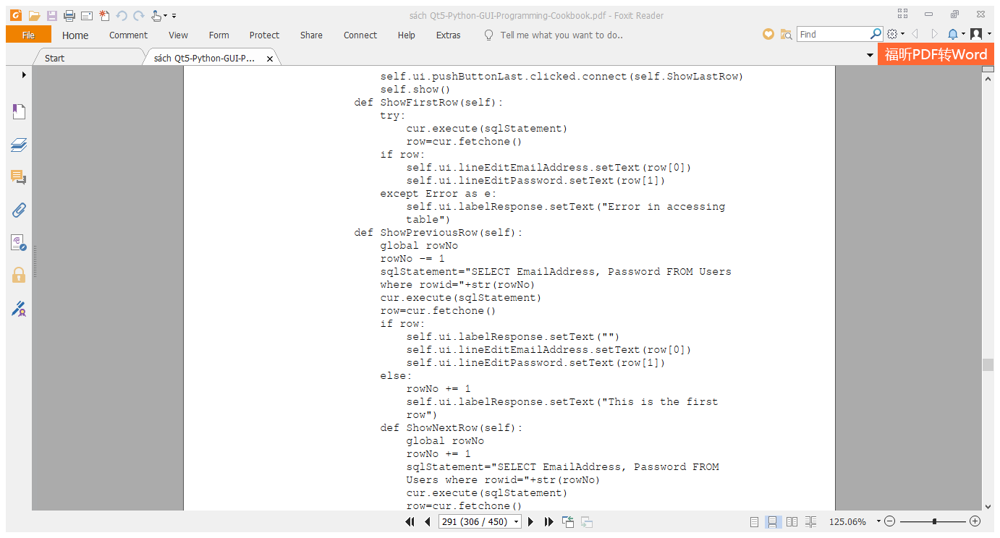 sách Qt5-Python-GUI-Programming-Cookbook.pdf - Foxit Reader
File Home Comment View Form Protect Share Connect Help Extras Tell me what you want to do.. Find
Start sách Qt5-Python-GUI-P... 福昕PDF转Word
self.ui.pushButtonLast.clicked.connect(self.ShowLastRow)
self.show()
def ShowFirstRow(self):
try:
cur.execute(sqlStatement)
row=cur.fetchone()
if row:
self.ui.lineEditEmailAddress.setText(row[0])
self.ui.lineEditPassword.setText(row[1])
except Error as e:
self.ui.labelResponse.setText("Error in accessing
table")
def ShowPreviousRow(self):
global rowNo
rowNo -= 1
sqlStatement="SELECT EmailAddress, Password FROM Users
where rowid="+str(rowNo)
cur.execute(sqlStatement)
row=cur.fetchone()
if row:
self.ui.labelResponse.setText("")
self.ui.lineEditEmailAddress.setText(row[0])
self.ui.lineEditPassword.setText(row[1])
else:
rowNo += 1
self.ui.labelResponse.setText("This is the first
row")
def ShowNextRow(self):
global rowNo
rowNo += 1
sqlStatement="SELECT EmailAddress, Password FROM
Users where rowid="+str(rowNo)
cur.execute(sqlStatement)
row=cur.fetchone()
291 (306 / 450) 125.06%